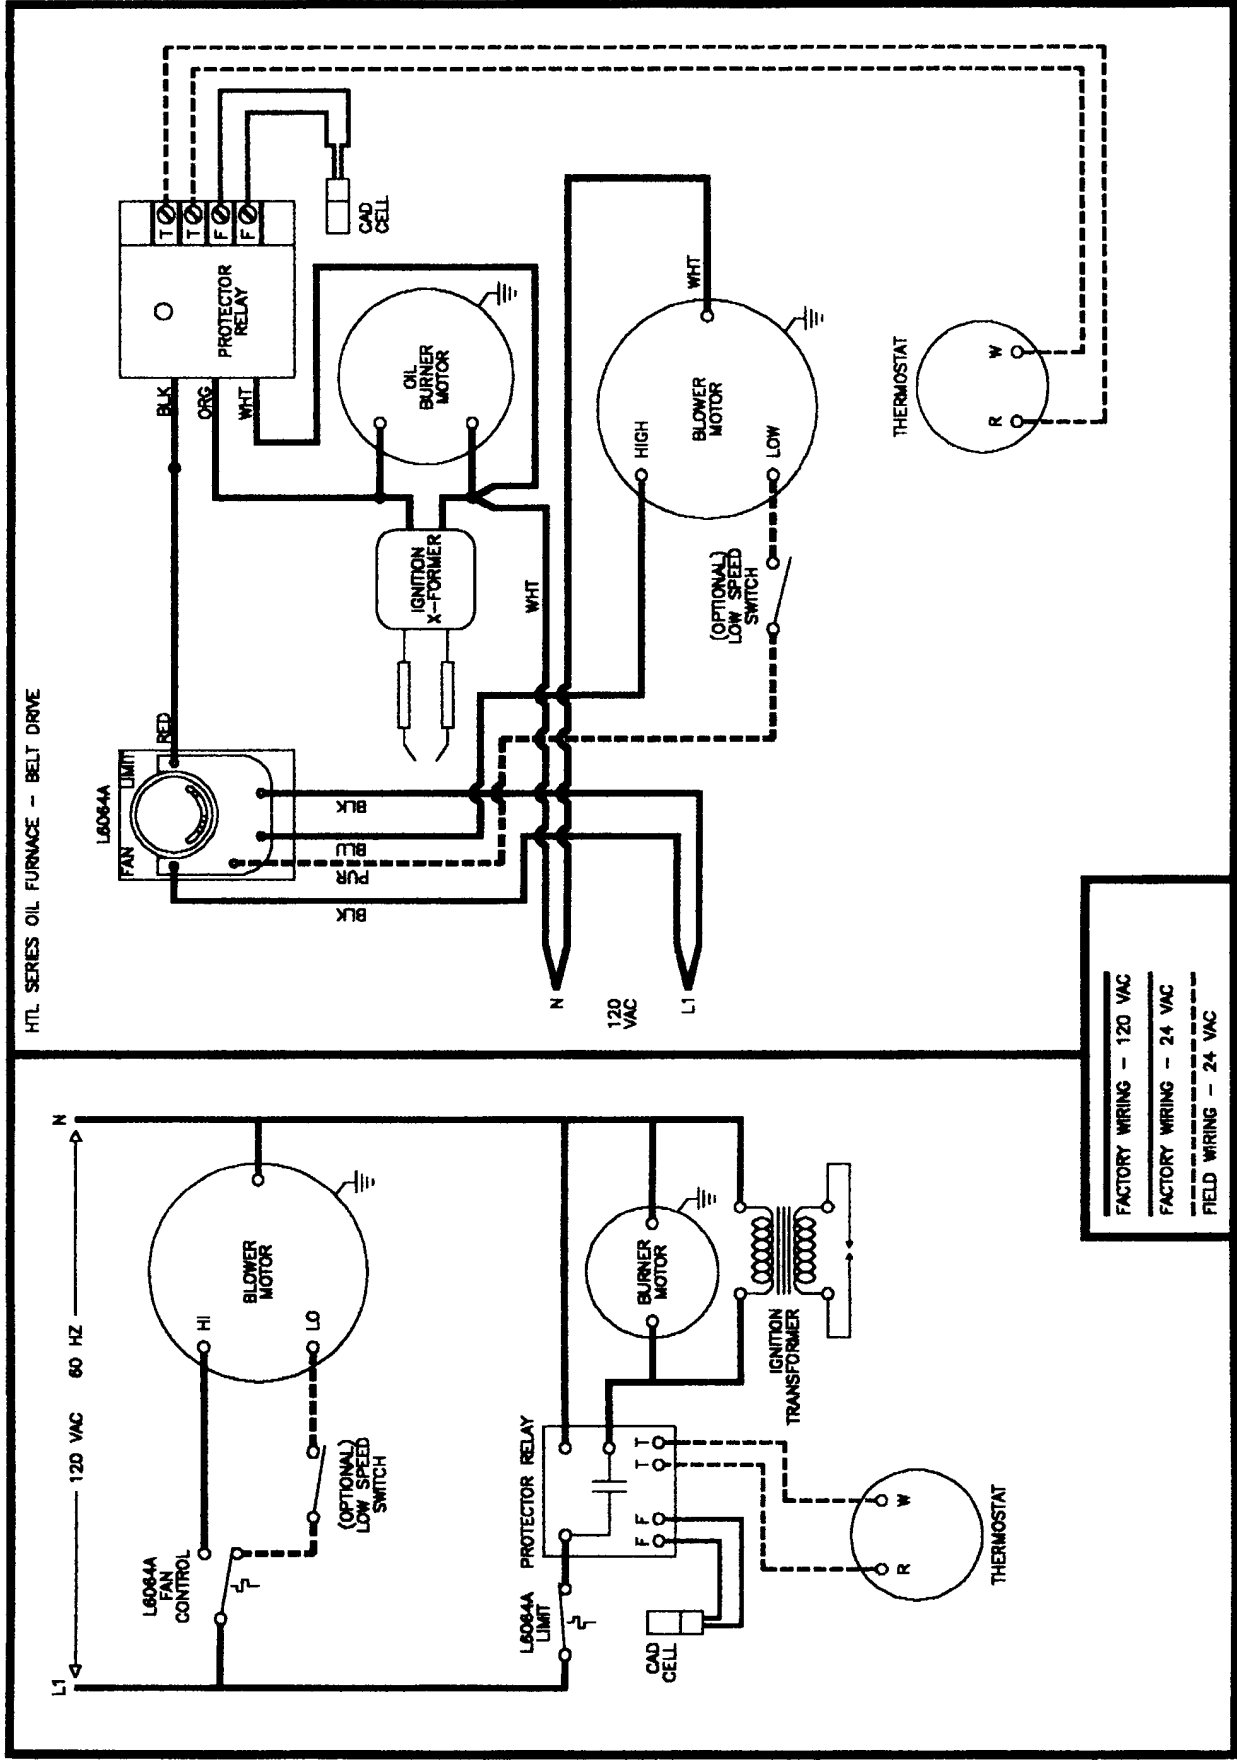 HTL SERIES OIL FURNACE - BELT DRIVE
L1
120 VAC 60 HZ
N
L6064A
FAN
CONTROL
HI
LO
BLOWER
MOTOR
(OPTIONAL)
LOW SPEED
SWITCH
L6064A
LIMIT
PROTECTOR RELAY
F
F
T
T
BURNER
MOTOR
CAD
CELL
IGNITION
TRANSFORMER
R
W
THERMOSTAT
L6064A
FAN
LIMIT
RED
BLK
ORG
WHT
PROTECTOR
RELAY
T
T
F
F
CAD
CELL
BLK
PUR
BLU
BLK
IGNITION
X-FORMER
OIL
BURNER
MOTOR
WHT
N
120
VAC
L1
HIGH
LOW
BLOWER
MOTOR
WHT
(OPTIONAL)
LOW SPEED
SWITCH
THERMOSTAT
R
W
FACTORY WIRING - 120 VAC
FACTORY WIRING - 24 VAC
FIELD WIRING - 24 VAC